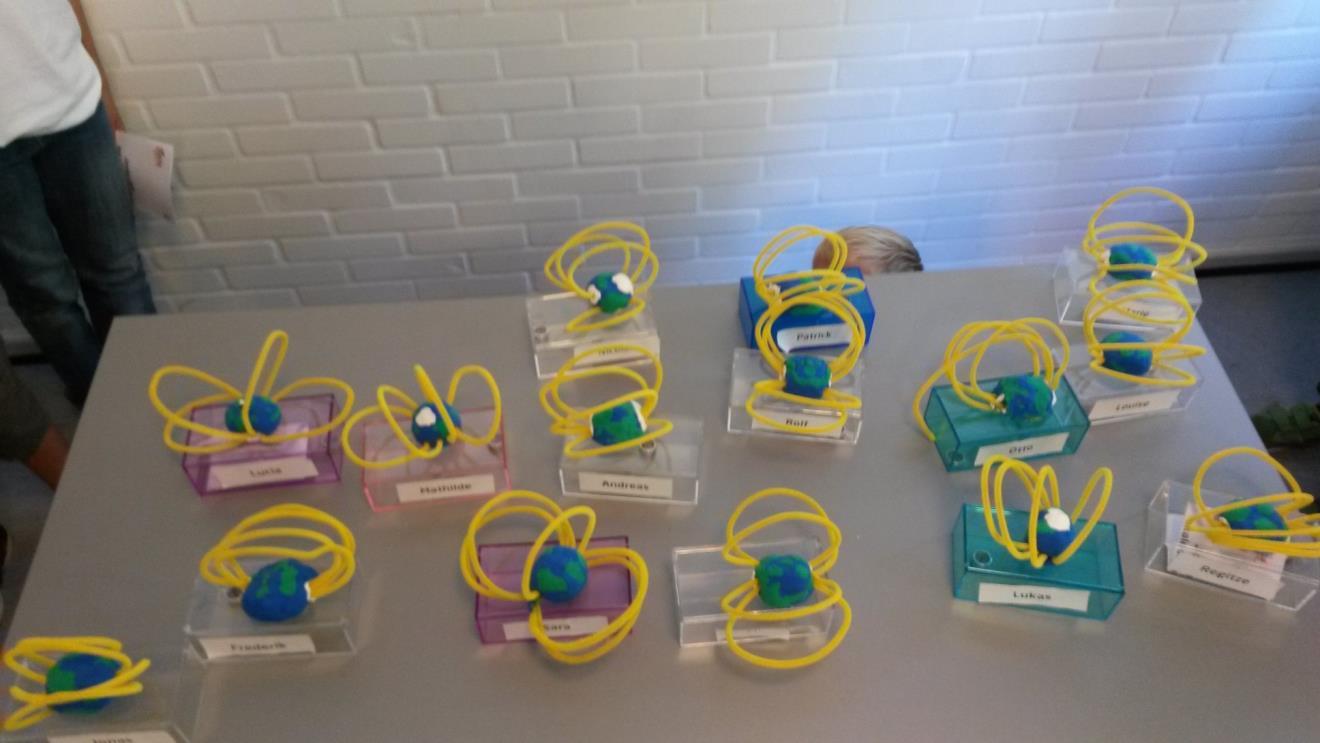 Patrick
Rolf
Louise
Otto
Lucia
Mathilde
Andreas
Lukas
Regitze
Frederik
Sara